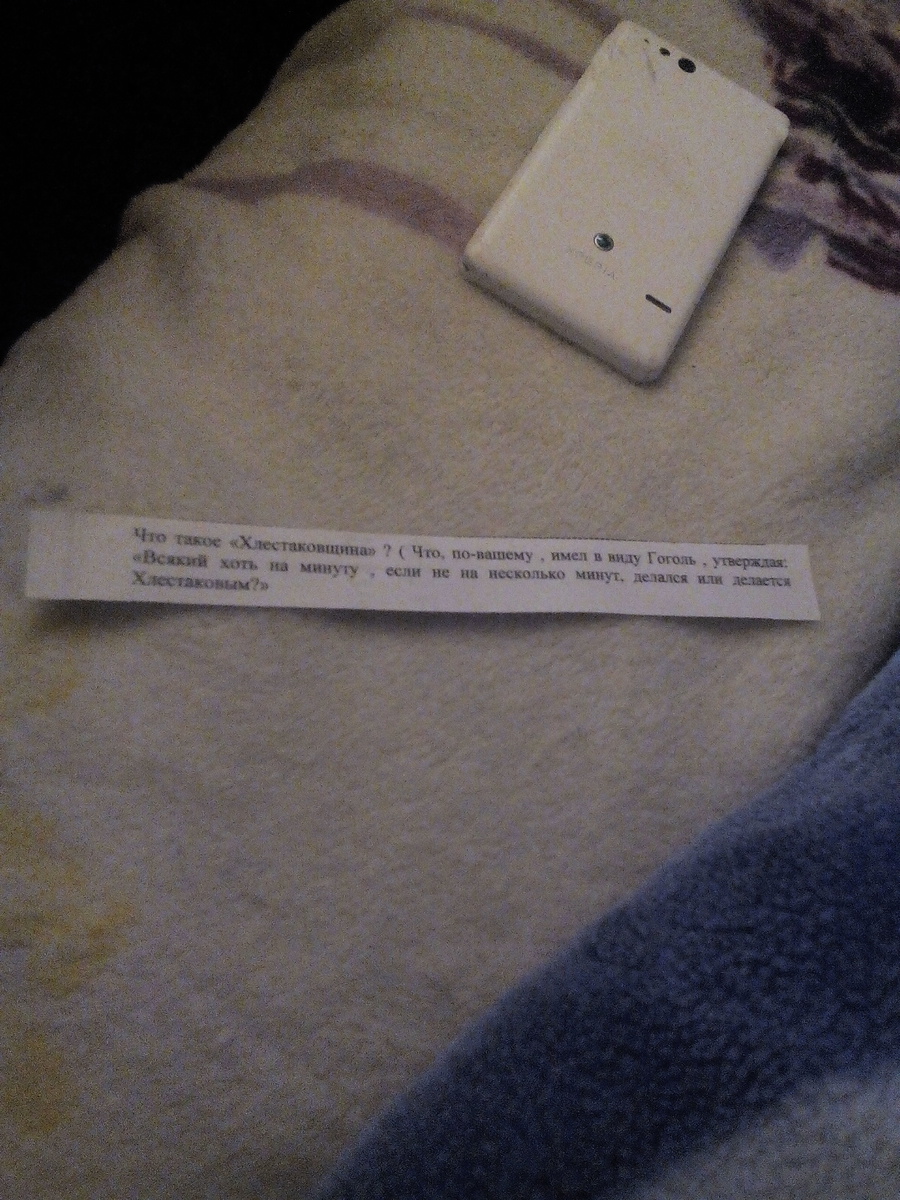 XPERIA
Что такое «Хлестаковщина» ? ( Что, по-вашему , имел в виду Гоголь , утверждая:
«Всякий хоть на минуту , если не на несколько минут, делался или делается
Хлестаковым?»